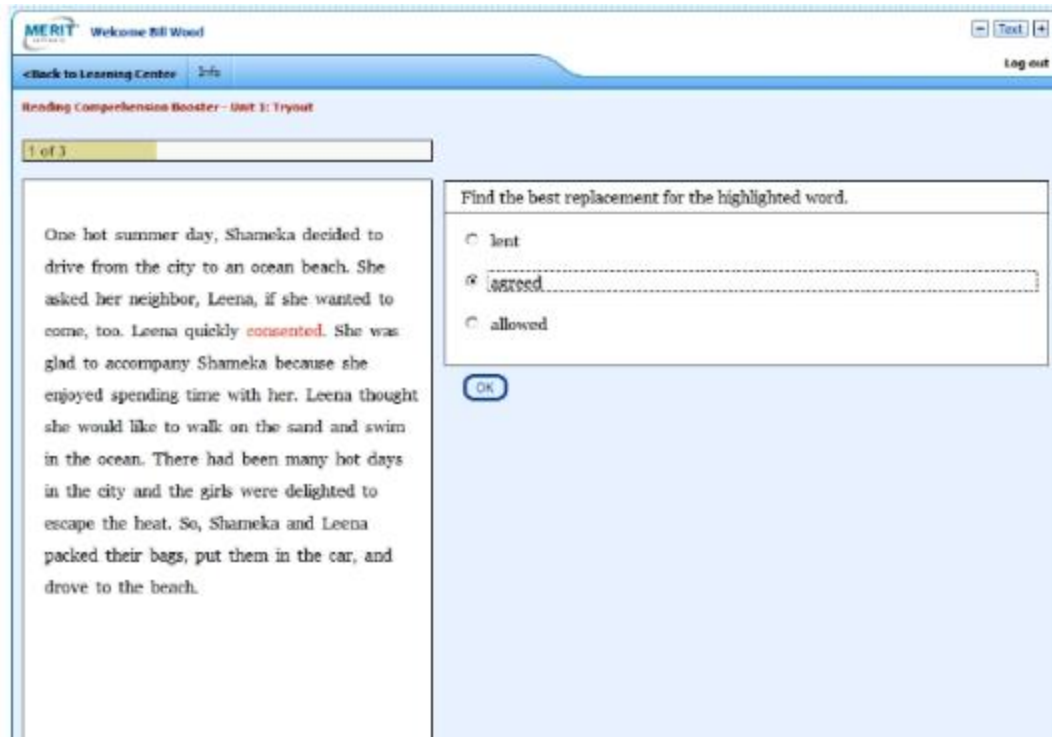 MERIT Welcome Bill Wood
- Text +
<Back to Learning Center Info
Log out
Reading Comprehension Booster - Unit 1: Tryout
1 of 3
One hot summer day, Shameka decided to
drive from the city to an ocean beach. She
asked her neighbor, Leena, if she wanted to
come, too. Leena quickly consented. She was
glad to accompany Shameka because she
enjoyed spending time with her. Leena thought
she would like to walk on the sand and swim
in the ocean. There had been many hot days
in the city and the girls were delighted to
escape the heat. So, Shameka and Leena
packed their bags, put them in the car, and
drove to the beach.
Find the best replacement for the highlighted word.
lent
agreed
allowed
OK